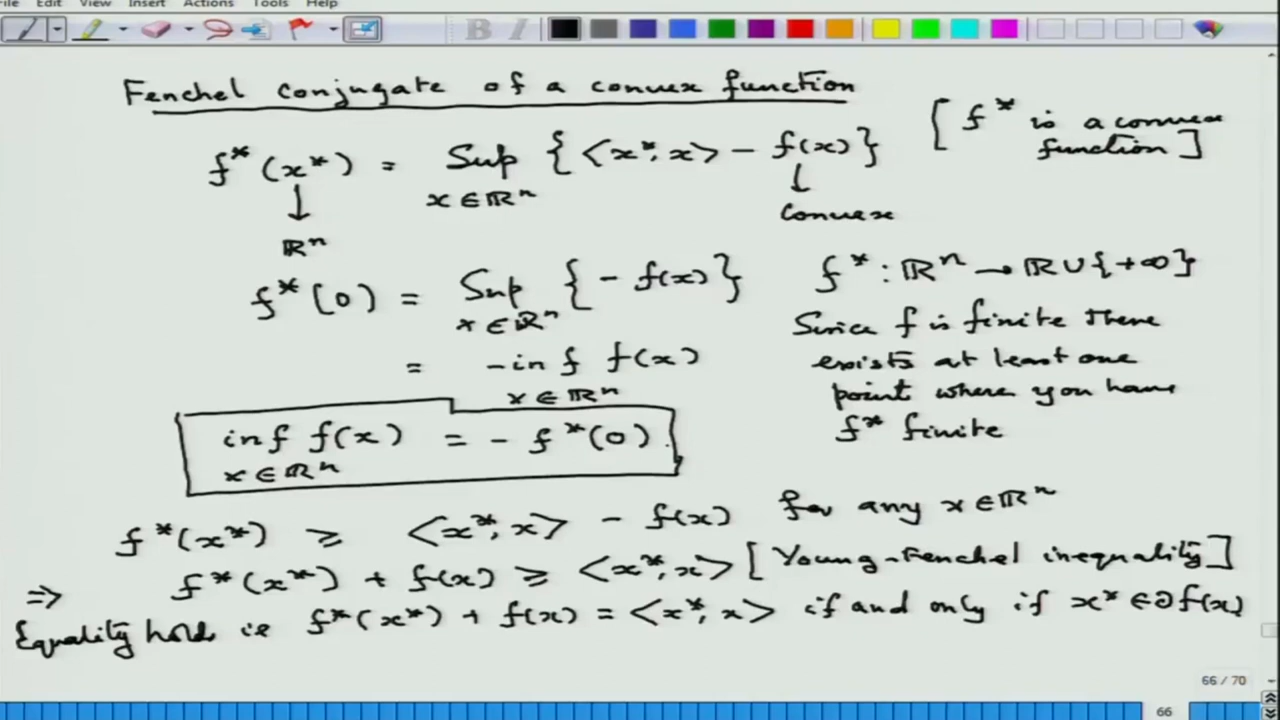 File Edit View Insert Actions Tools Help
B I
Fenchel conjugate of a convex function
f*(x*) = Sup {<x*, x> - f(x)} [f* is a convex
x ∈ ℝⁿ function]
↓ ↓
ℝⁿ Convex
f*(0) = Sup {- f(x)} f* : ℝⁿ → ℝ ∪ {+∞}
x ∈ ℝⁿ
Since f is finite there
= -inf f(x) exists at least one
x ∈ ℝⁿ point where you have
f* finite
inf f(x) = - f*(0)
x ∈ ℝⁿ
f*(x*) ≥ <x*, x> - f(x) for any x ∈ ℝⁿ
⇒ f*(x*) + f(x) ≥ <x*, x> [Young-Fenchel inequality]
Equality holds ie f*(x*) + f(x) = <x*, x> if and only if x* ∈ ∂f(x)
66 / 70
66